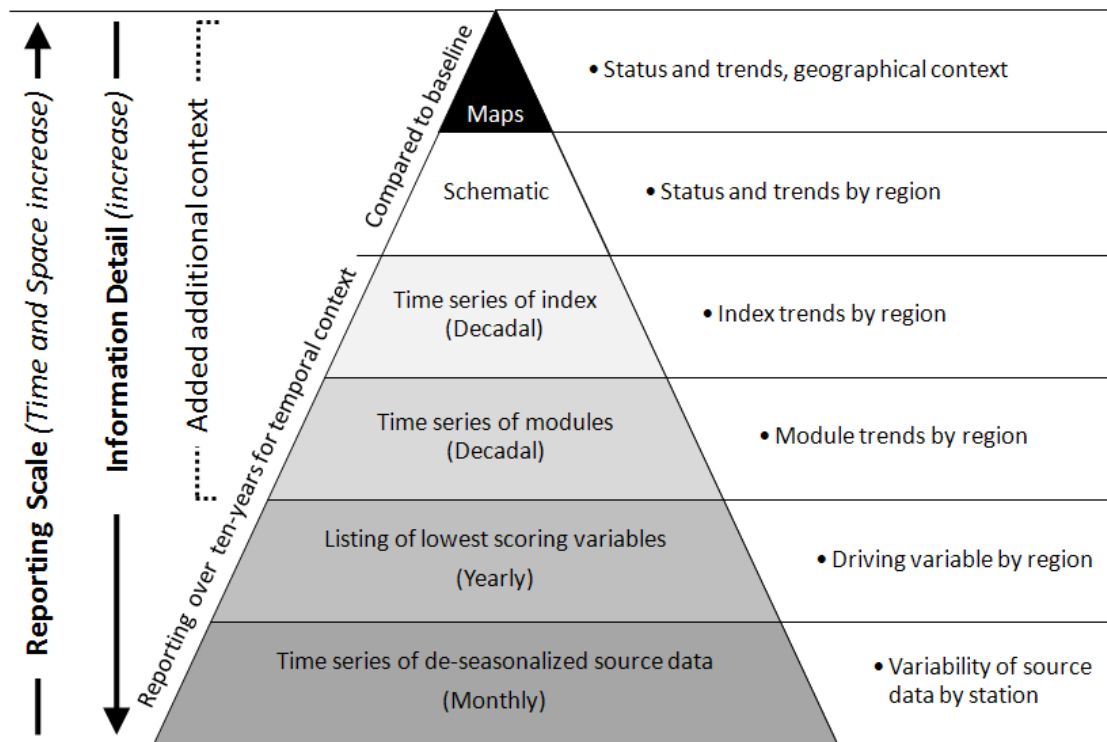 Reporting Scale (Time and Space increase)
Information Detail (increase)
Added additional context
Compared to baseline
Reporting over ten-years for temporal context
Maps
• Status and trends, geographical context
Schematic
• Status and trends by region
Time series of index
(Decadal)
• Index trends by region
Time series of modules
(Decadal)
• Module trends by region
Listing of lowest scoring variables
(Yearly)
• Driving variable by region
Time series of de-seasonalized source data
(Monthly)
• Variability of source
data by station